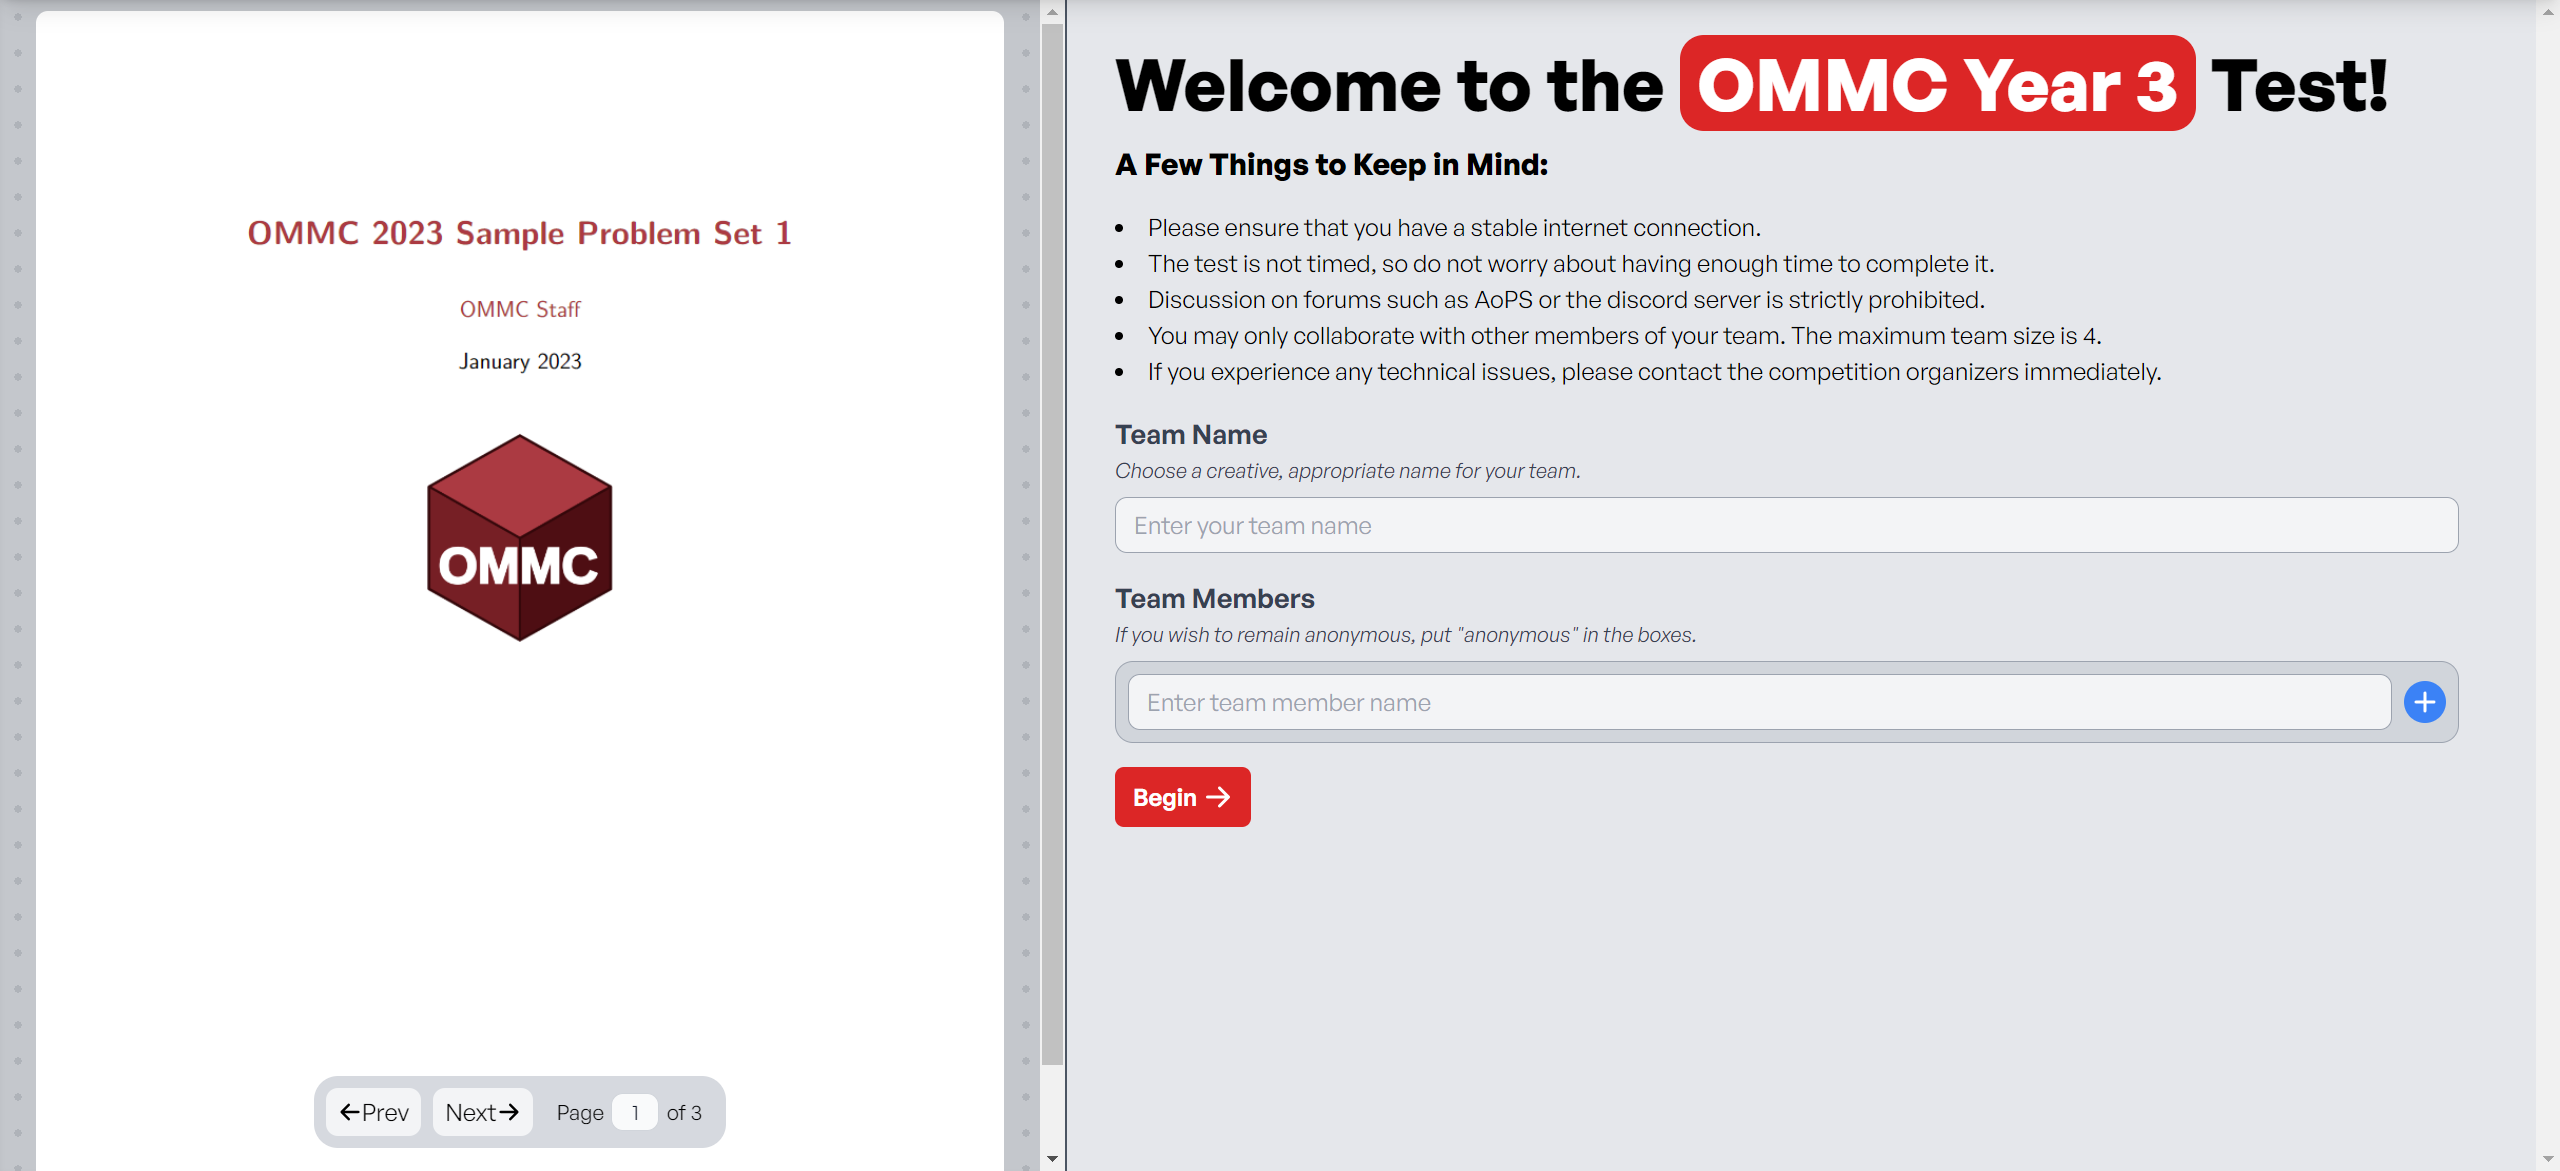 OMMC 2023 Sample Problem Set 1
OMMC Staff
January 2023
OMMC
←Prev Next→ Page 1 of 3
Welcome to the OMMC Year 3 Test!
A Few Things to Keep in Mind:
• Please ensure that you have a stable internet connection.
• The test is not timed, so do not worry about having enough time to complete it.
• Discussion on forums such as AoPS or the discord server is strictly prohibited.
• You may only collaborate with other members of your team. The maximum team size is 4.
• If you experience any technical issues, please contact the competition organizers immediately.
Team Name
Choose a creative, appropriate name for your team.
Enter your team name
Team Members
If you wish to remain anonymous, put "anonymous" in the boxes.
Enter team member name
Begin →